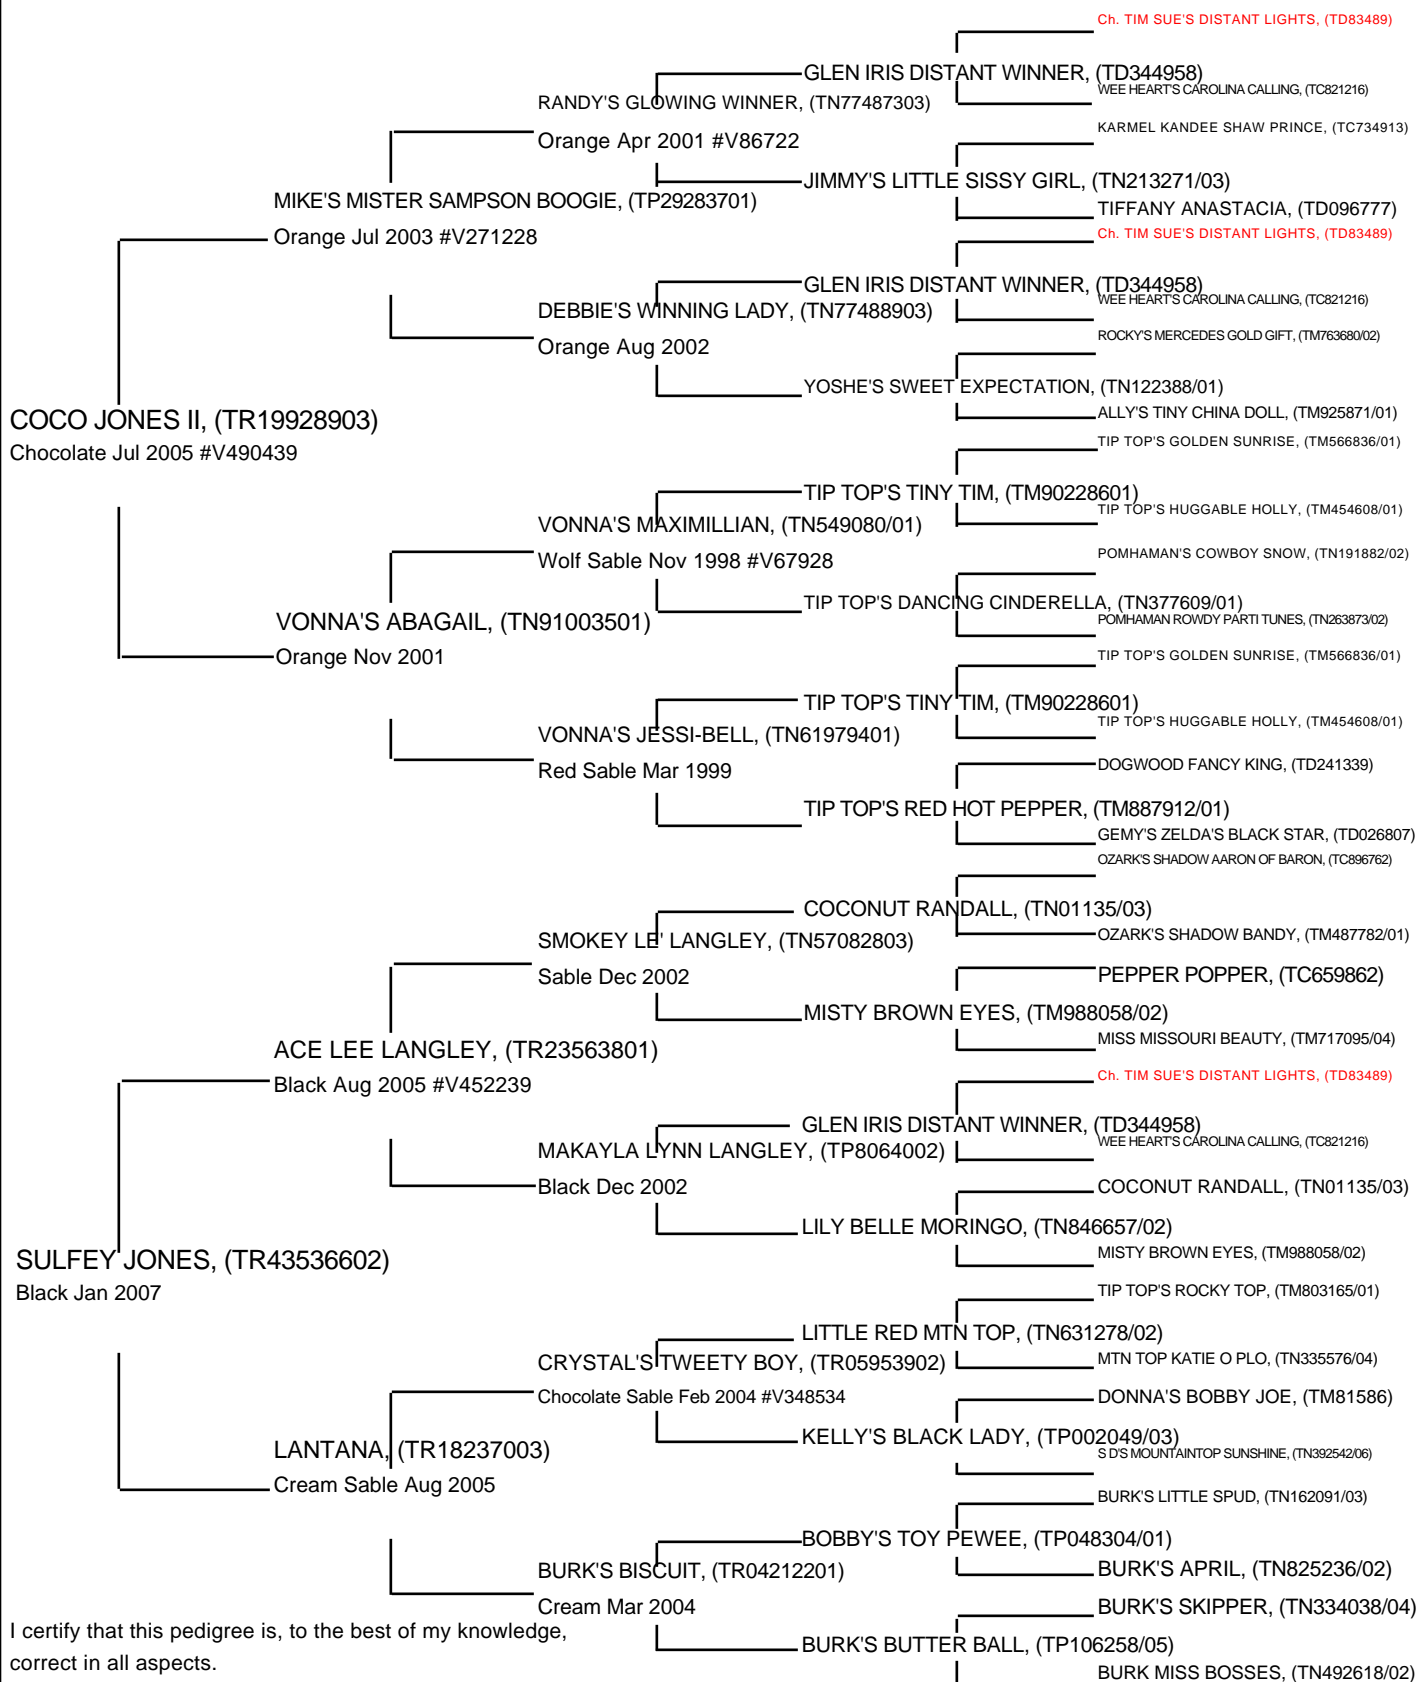 Ch. TIM SUE'S DISTANT LIGHTS, (TD83489)
GLEN IRIS DISTANT WINNER, (TD344958)
WEE HEART'S CAROLINA CALLING, (TC821216)
RANDY'S GLOWING WINNER, (TN77487303)
KARMEL KANDEE SHAW PRINCE, (TC734913)
Orange Apr 2001 #V86722
JIMMY'S LITTLE SISSY GIRL, (TN213271/03)
MIKE'S MISTER SAMPSON BOOGIE, (TP29283701)
TIFFANY ANASTACIA, (TD096777)
Orange Jul 2003 #V271228
Ch. TIM SUE'S DISTANT LIGHTS, (TD83489)
GLEN IRIS DISTANT WINNER, (TD344958)
WEE HEART'S CAROLINA CALLING, (TC821216)
DEBBIE'S WINNING LADY, (TN77488903)
ROCKY'S MERCEDES GOLD GIFT, (TM763680/02)
Orange Aug 2002
YOSHE'S SWEET EXPECTATION, (TN122388/01)
ALLY'S TINY CHINA DOLL, (TM925871/01)
COCO JONES II, (TR19928903)
Chocolate Jul 2005 #V490439
TIP TOP'S GOLDEN SUNRISE, (TM566836/01)
TIP TOP'S TINY TIM, (TM90228601)
TIP TOP'S HUGGABLE HOLLY, (TM454608/01)
VONNA'S MAXIMILLIAN, (TN549080/01)
POMHAMAN'S COWBOY SNOW, (TN191882/02)
Wolf Sable Nov 1998 #V67928
TIP TOP'S DANCING CINDERELLA, (TN377609/01)
POMHAMAN ROWDY PARTI TUNES, (TN263873/02)
VONNA'S ABAGAIL, (TN91003501)
Orange Nov 2001
TIP TOP'S GOLDEN SUNRISE, (TM566836/01)
TIP TOP'S TINY TIM, (TM90228601)
TIP TOP'S HUGGABLE HOLLY, (TM454608/01)
VONNA'S JESSI-BELL, (TN61979401)
DOGWOOD FANCY KING, (TD241339)
Red Sable Mar 1999
TIP TOP'S RED HOT PEPPER, (TM887912/01)
GEMY'S ZELDA'S BLACK STAR, (TD026807)
OZARK'S SHADOW AARON OF BARON, (TC896762)
COCONUT RANDALL, (TN01135/03)
OZARK'S SHADOW BANDY, (TM487782/01)
SMOKEY LE' LANGLEY, (TN57082803)
Sable Dec 2002
PEPPER POPPER, (TC659862)
MISTY BROWN EYES, (TM988058/02)
MISS MISSOURI BEAUTY, (TM717095/04)
ACE LEE LANGLEY, (TR23563801)
Black Aug 2005 #V452239
Ch. TIM SUE'S DISTANT LIGHTS, (TD83489)
GLEN IRIS DISTANT WINNER, (TD344958)
WEE HEART'S CAROLINA CALLING, (TC821216)
MAKAYLA LYNN LANGLEY, (TP8064002)
Black Dec 2002
COCONUT RANDALL, (TN01135/03)
LILY BELLE MORINGO, (TN846657/02)
MISTY BROWN EYES, (TM988058/02)
SULFEY JONES, (TR43536602)
Black Jan 2007
TIP TOP'S ROCKY TOP, (TM803165/01)
LITTLE RED MTN TOP, (TN631278/02)
MTN TOP KATIE O PLO, (TN335576/04)
CRYSTAL'S TWEETY BOY, (TR05953902)
Chocolate Sable Feb 2004 #V348534
DONNA'S BOBBY JOE, (TM81586)
KELLY'S BLACK LADY, (TP002049/03)
S D'S MOUNTAINTOP SUNSHINE, (TN392542/06)
LANTANA, (TR18237003)
Cream Sable Aug 2005
BURK'S LITTLE SPUD, (TN162091/03)
BOBBY'S TOY PEWEE, (TP048304/01)
BURK'S APRIL, (TN825236/02)
BURK'S BISCUIT, (TR04212201)
Cream Mar 2004
BURK'S SKIPPER, (TN334038/04)
BURK'S BUTTER BALL, (TP106258/05)
BURK MISS BOSSES, (TN492618/02)
I certify that this pedigree is, to the best of my knowledge,
correct in all aspects.